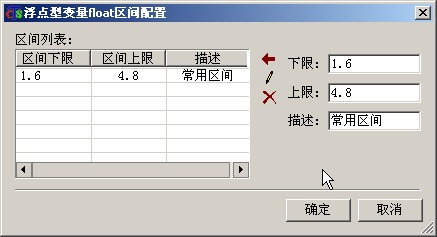 浮点型变量float区间配置
区间列表:
区间下限 区间上限 描述
1.6 4.8 常用区间
下限: 1.6
上限: 4.8
描述: 常用区间
确定 取消